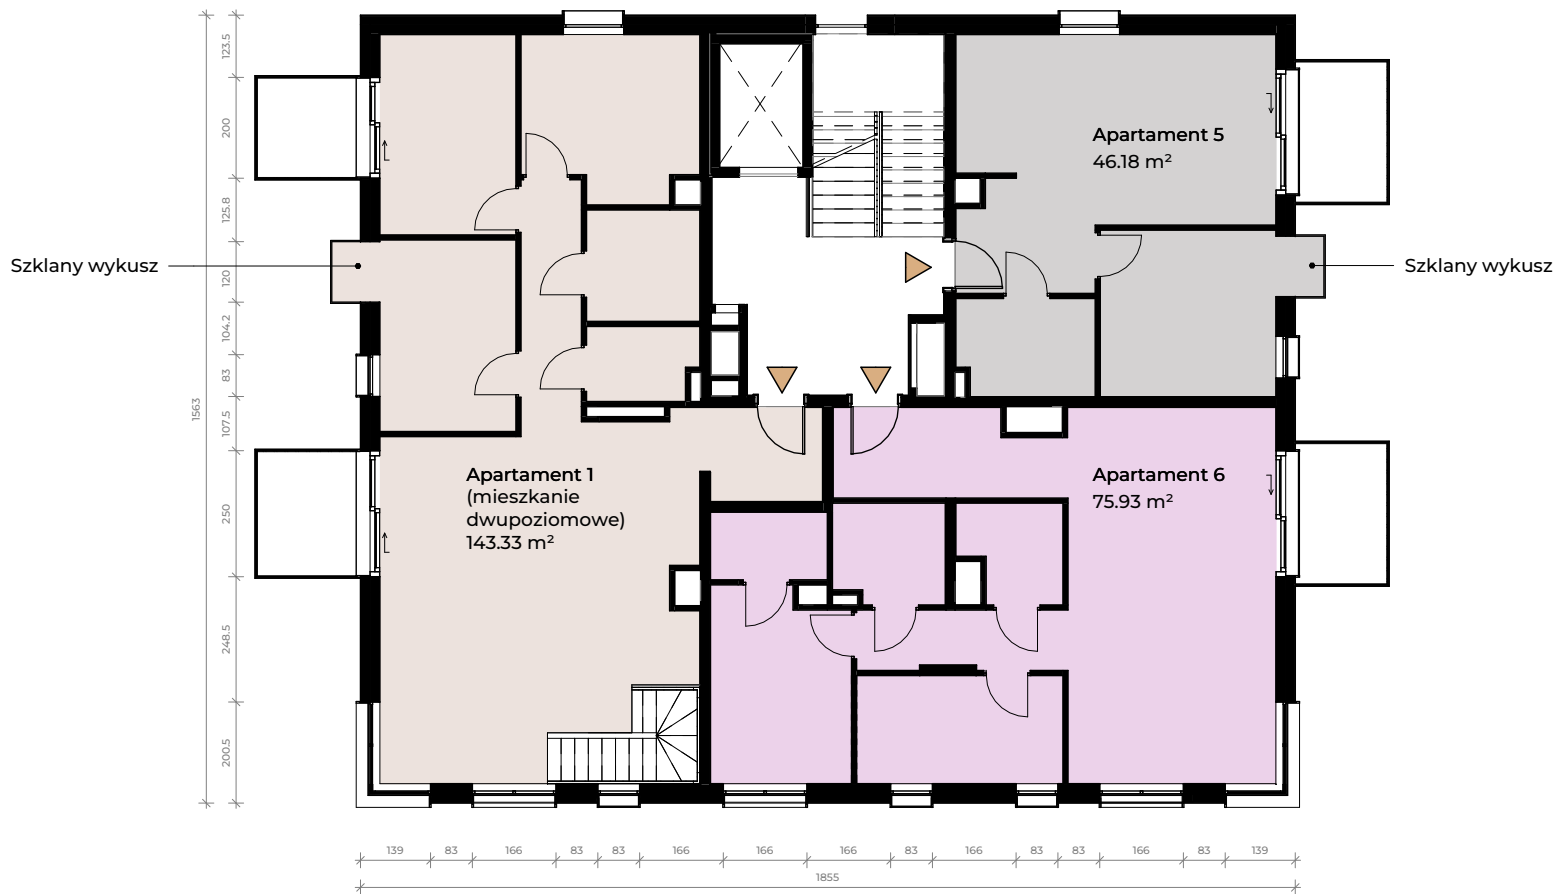 123.5
200
125.8
120
104.2
83
107.5
250
248.5
200.5
1563
Szklany wykusz
Apartament 5
46.18 m²
Szklany wykusz
Apartament 1
(mieszkanie
dwupoziomowe)
143.33 m²
Apartament 6
75.93 m²
139 83 166 83 83 166 166 166 83 166 83 83 166 83 139
1855